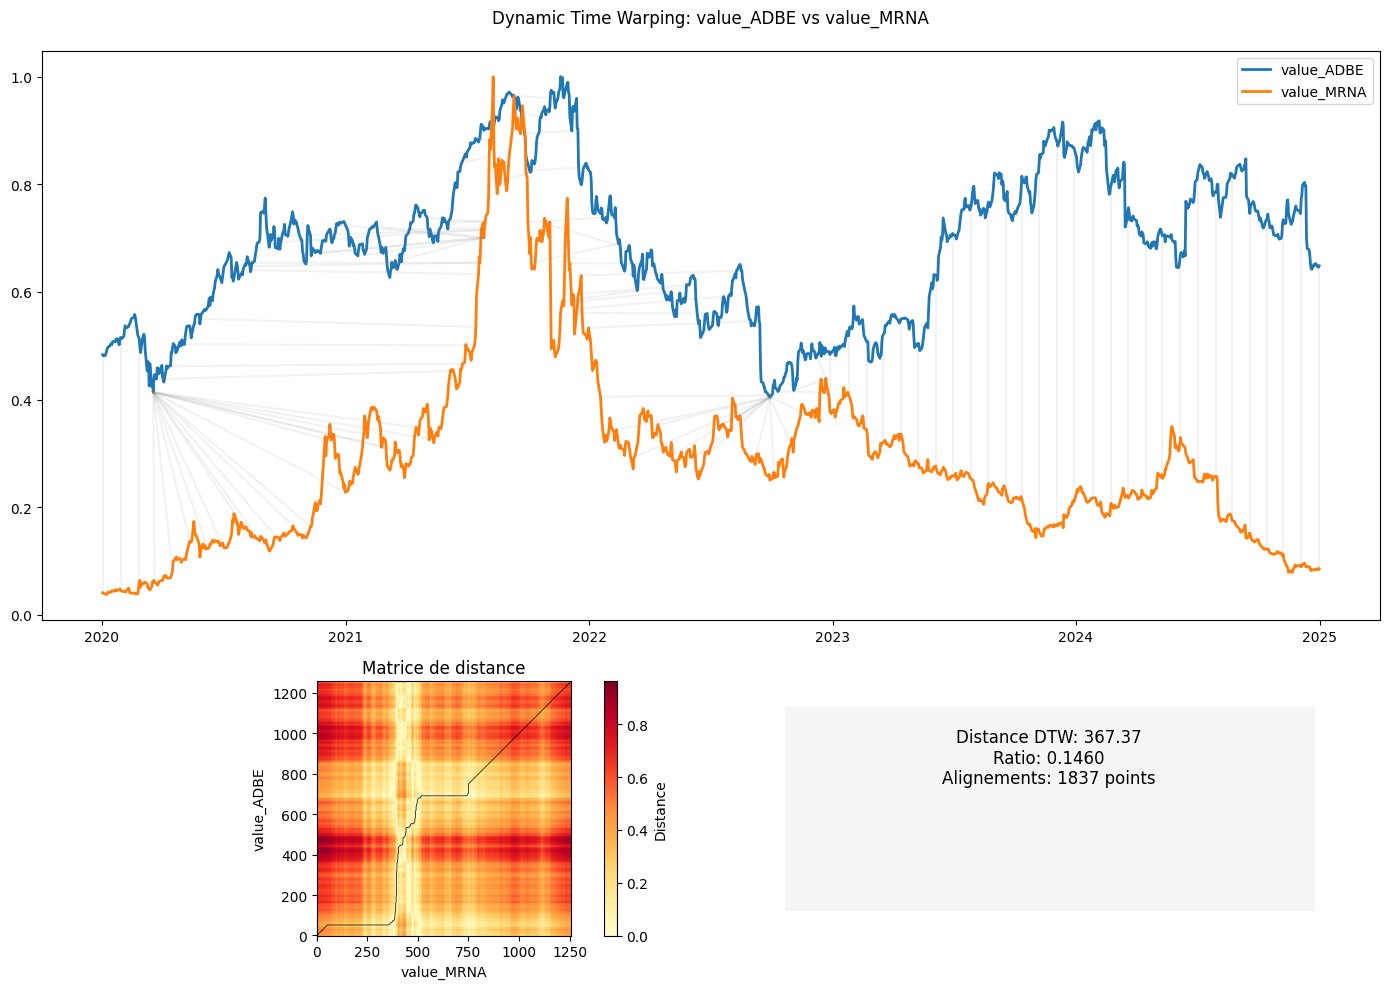 Dynamic Time Warping: value_ADBE vs value_MRNA
value_ADBE
value_MRNA
1.0
0.8
0.6
0.4
0.2
0.0
2020 2021 2022 2023 2024 2025
Matrice de distance
1200
1000
800
600
400
200
0
value_ADBE
0 250 500 750 1000 1250
value_MRNA
0.8
0.6
0.4
0.2
0.0
Distance
Distance DTW: 367.37
Ratio: 0.1460
Alignements: 1837 points